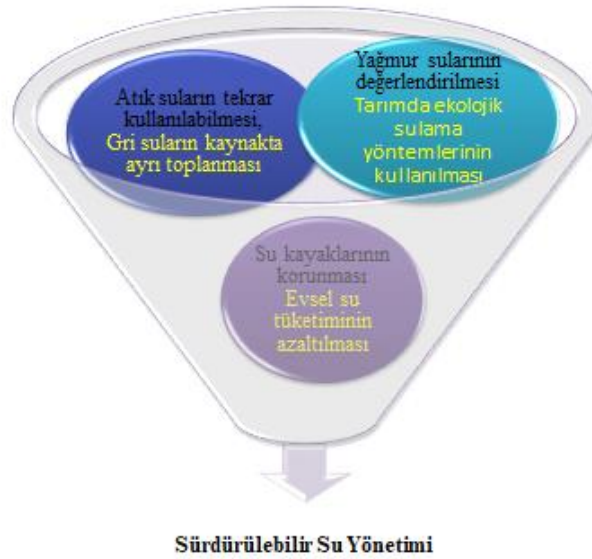 Atık suların tekrar
kullanılabilmesi,
Gri suların kaynakta
ayrı toplanması
Yağmur sularının
değerlendirilmesi
Tarımda ekolojik
sulama
yöntemlerinin
kullanılması
Su kayaklarının
korunması
Evsel su
tüketiminin
azaltılması
Sürdürülebilir Su Yönetimi